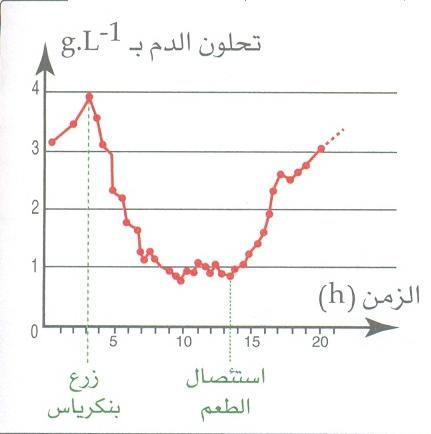 تحلون الدم بـ g.L-1
4
3
2
1
0
5 10 15 20
الزمن (h)
زرع
بنكرياس
استئصال
الطعم